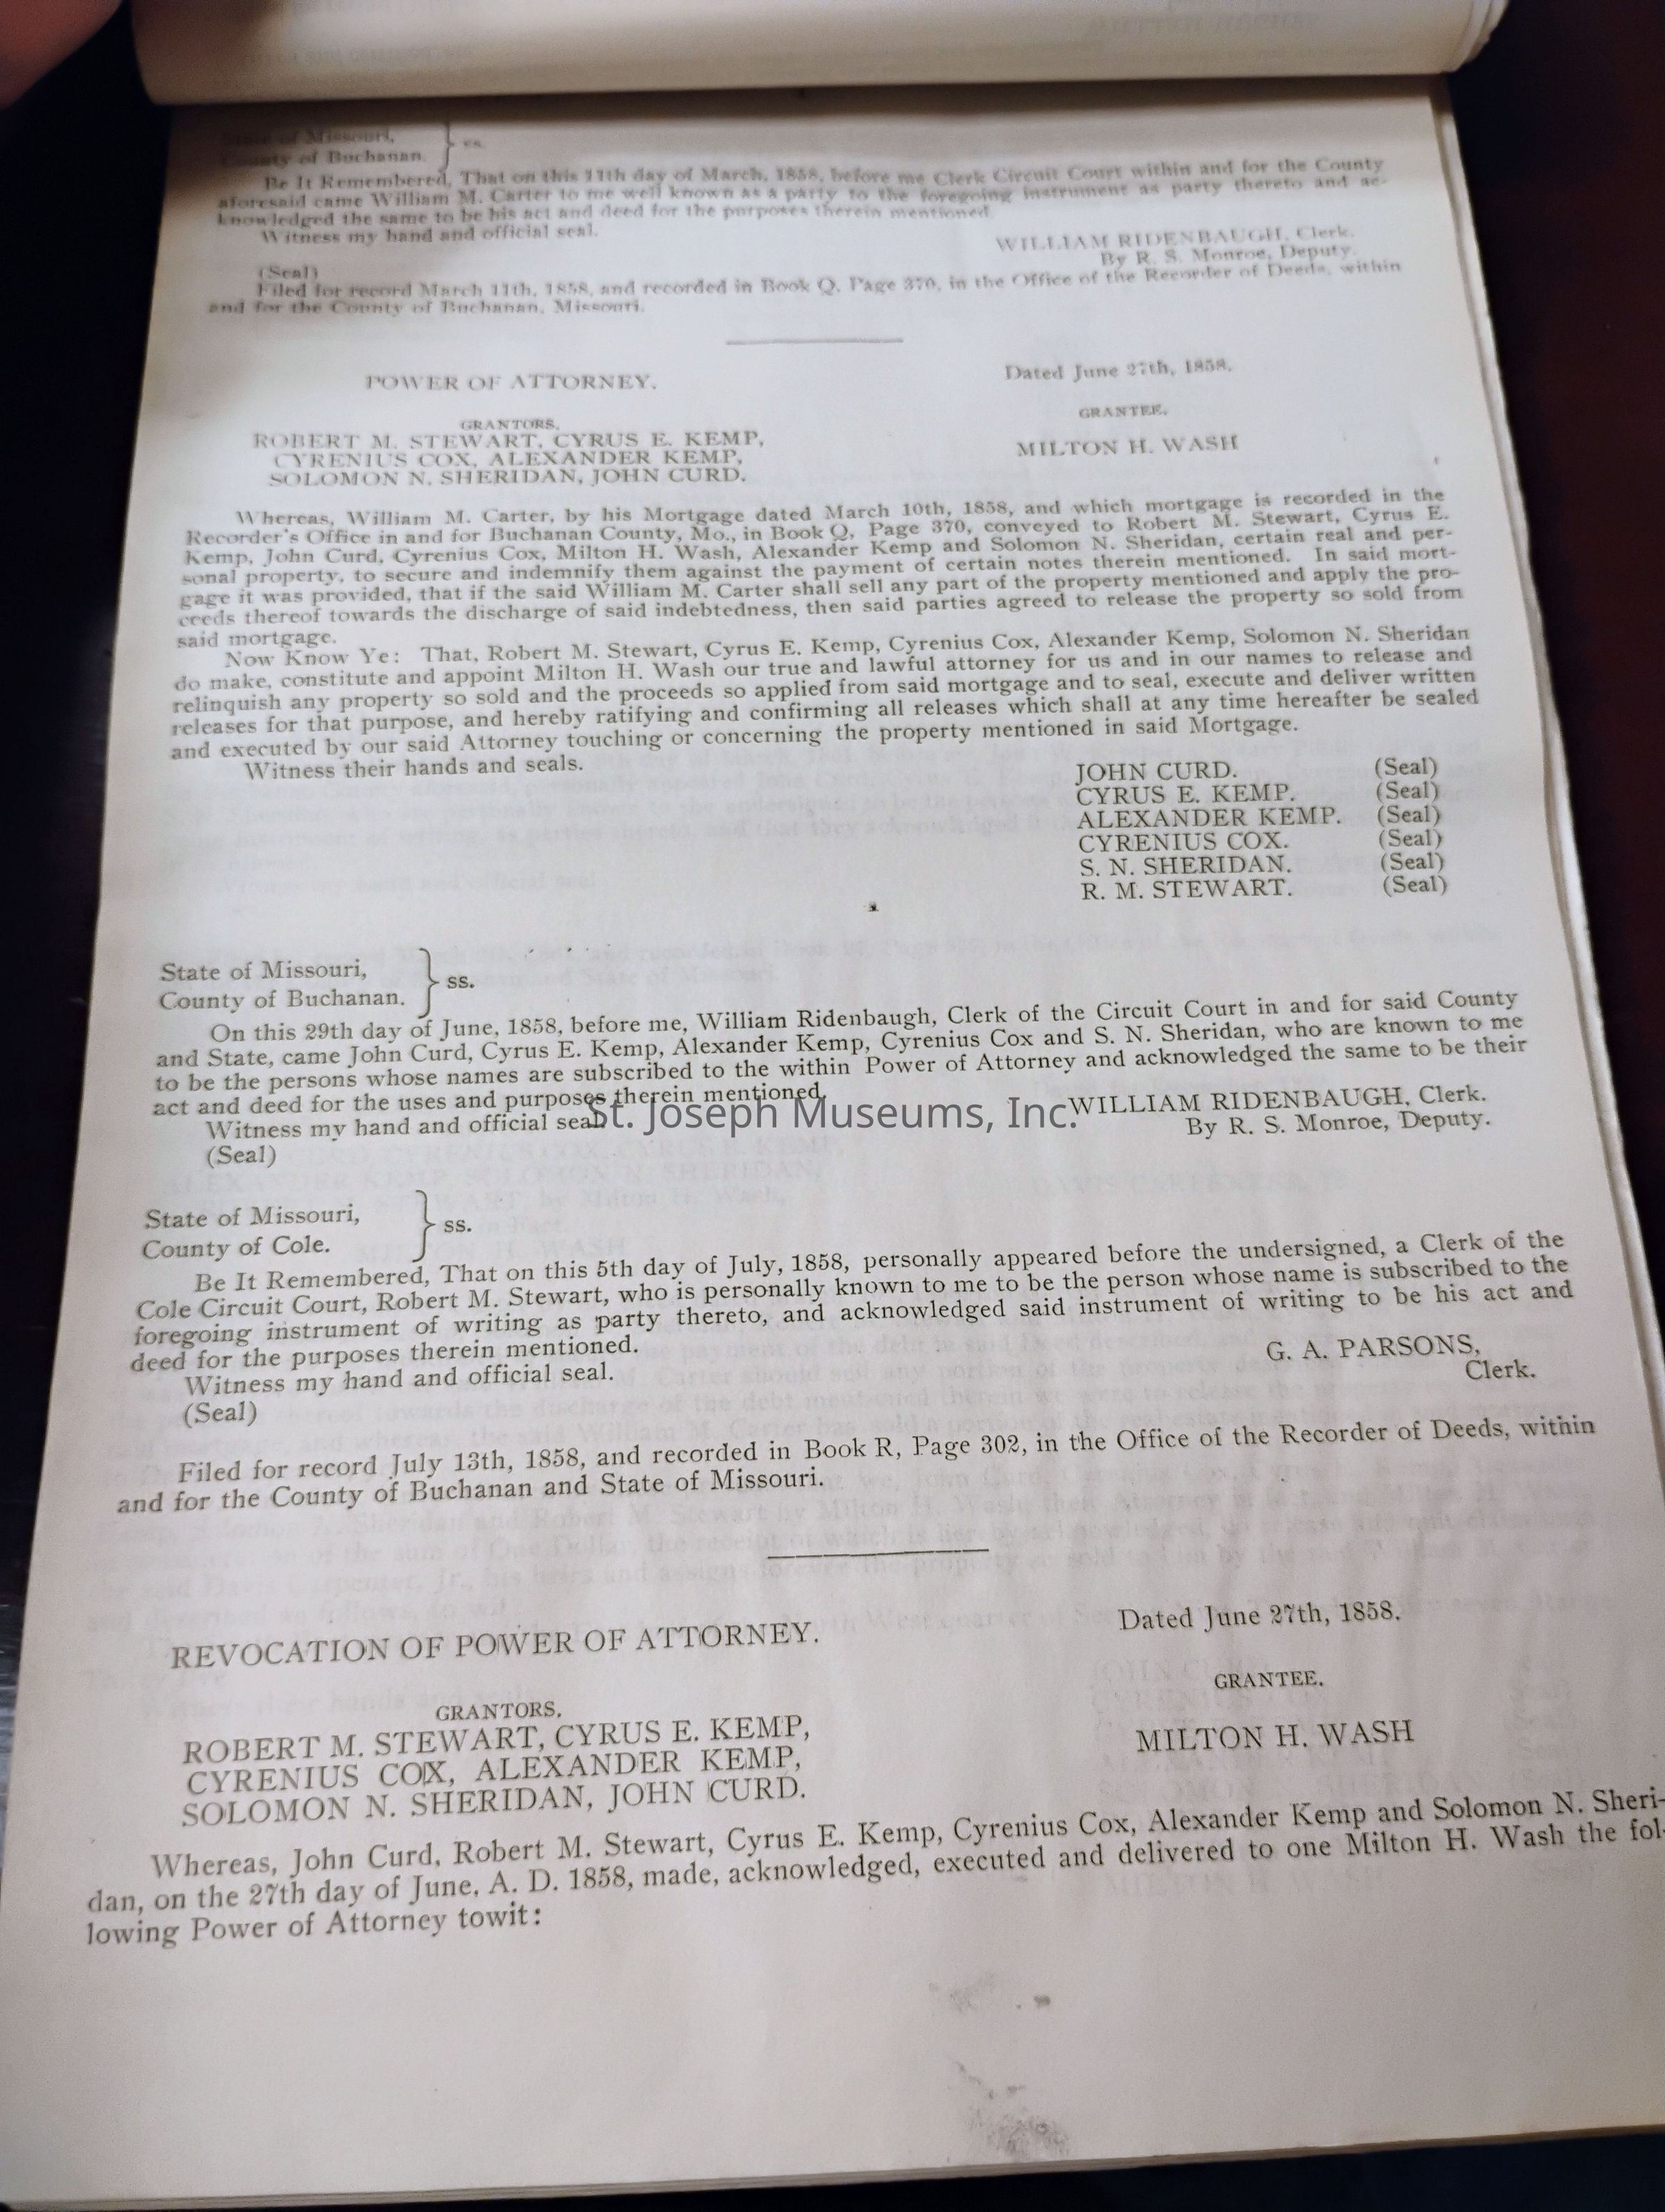 State of Missouri,
County of Buchanan. } ss.
Be It Remembered, That on this 11th day of March, 1858, before me Clerk Circuit Court within and for the County
aforesaid came William M. Carter to me well known as a party to the foregoing instrument as party thereto and ac-
knowledged the same to be his act and deed for the purposes therein mentioned.
Witness my hand and official seal.
WILLIAM RIDENBAUGH, Clerk.
By R. S. Monroe, Deputy.
(Seal)
Filed for record March 11th, 1858, and recorded in Book Q, Page 370, in the Office of the Recorder of Deeds, within
and for the County of Buchanan, Missouri.
POWER OF ATTORNEY.
Dated June 27th, 1858.
GRANTORS.
ROBERT M. STEWART, CYRUS E. KEMP,
CYRENIUS COX, ALEXANDER KEMP,
SOLOMON N. SHERIDAN, JOHN CURD.
GRANTEE.
MILTON H. WASH
Whereas, William M. Carter, by his Mortgage dated March 10th, 1858, and which mortgage is recorded in the
Recorder's Office in and for Buchanan County, Mo., in Book Q, Page 370, conveyed to Robert M. Stewart, Cyrus E.
Kemp, John Curd, Cyrenius Cox, Milton H. Wash, Alexander Kemp and Solomon N. Sheridan, certain real and per-
sonal property, to secure and indemnify them against the payment of certain notes therein mentioned. In said mort-
gage it was provided, that if the said William M. Carter shall sell any part of the property mentioned and apply the pro-
ceeds thereof towards the discharge of said indebtedness, then said parties agreed to release the property so sold from
said mortgage.
Now Know Ye: That, Robert M. Stewart, Cyrus E. Kemp, Cyrenius Cox, Alexander Kemp, Solomon N. Sheridan
do make, constitute and appoint Milton H. Wash our true and lawful attorney for us and in our names to release and
relinquish any property so sold and the proceeds so applied from said mortgage and to seal, execute and deliver written
releases for that purpose, and hereby ratifying and confirming all releases which shall at any time hereafter be sealed
and executed by our said Attorney touching or concerning the property mentioned in said Mortgage.
Witness their hands and seals.
JOHN CURD. (Seal)
CYRUS E. KEMP. (Seal)
ALEXANDER KEMP. (Seal)
CYRENIUS COX. (Seal)
S. N. SHERIDAN. (Seal)
R. M. STEWART. (Seal)
State of Missouri,
County of Buchanan. } ss.
On this 29th day of June, 1858, before me, William Ridenbaugh, Clerk of the Circuit Court in and for said County
and State, came John Curd, Cyrus E. Kemp, Alexander Kemp, Cyrenius Cox and S. N. Sheridan, who are known to me
to be the persons whose names are subscribed to the within Power of Attorney and acknowledged the same to be their
act and deed for the uses and purposes therein mentioned.
Witness my hand and official seal.
St. Joseph Museums, Inc.
WILLIAM RIDENBAUGH, Clerk.
By R. S. Monroe, Deputy.
(Seal)
State of Missouri,
County of Cole. } ss.
Be It Remembered, That on this 5th day of July, 1858, personally appeared before the undersigned, a Clerk of the
Cole Circuit Court, Robert M. Stewart, who is personally known to me to be the person whose name is subscribed to the
foregoing instrument of writing as party thereto, and acknowledged said instrument of writing to be his act and
deed for the purposes therein mentioned.
Witness my hand and official seal.
G. A. PARSONS,
Clerk.
(Seal)
Filed for record July 13th, 1858, and recorded in Book R, Page 302, in the Office of the Recorder of Deeds, within
and for the County of Buchanan and State of Missouri.
REVOCATION OF POWER OF ATTORNEY.
Dated June 27th, 1858.
GRANTORS.
ROBERT M. STEWART, CYRUS E. KEMP,
CYRENIUS COX, ALEXANDER KEMP,
SOLOMON N. SHERIDAN, JOHN CURD.
GRANTEE.
MILTON H. WASH
Whereas, John Curd, Robert M. Stewart, Cyrus E. Kemp, Cyrenius Cox, Alexander Kemp and Solomon N. Sheri-
dan, on the 27th day of June, A. D. 1858, made, acknowledged, executed and delivered to one Milton H. Wash the fol-
lowing Power of Attorney towit: